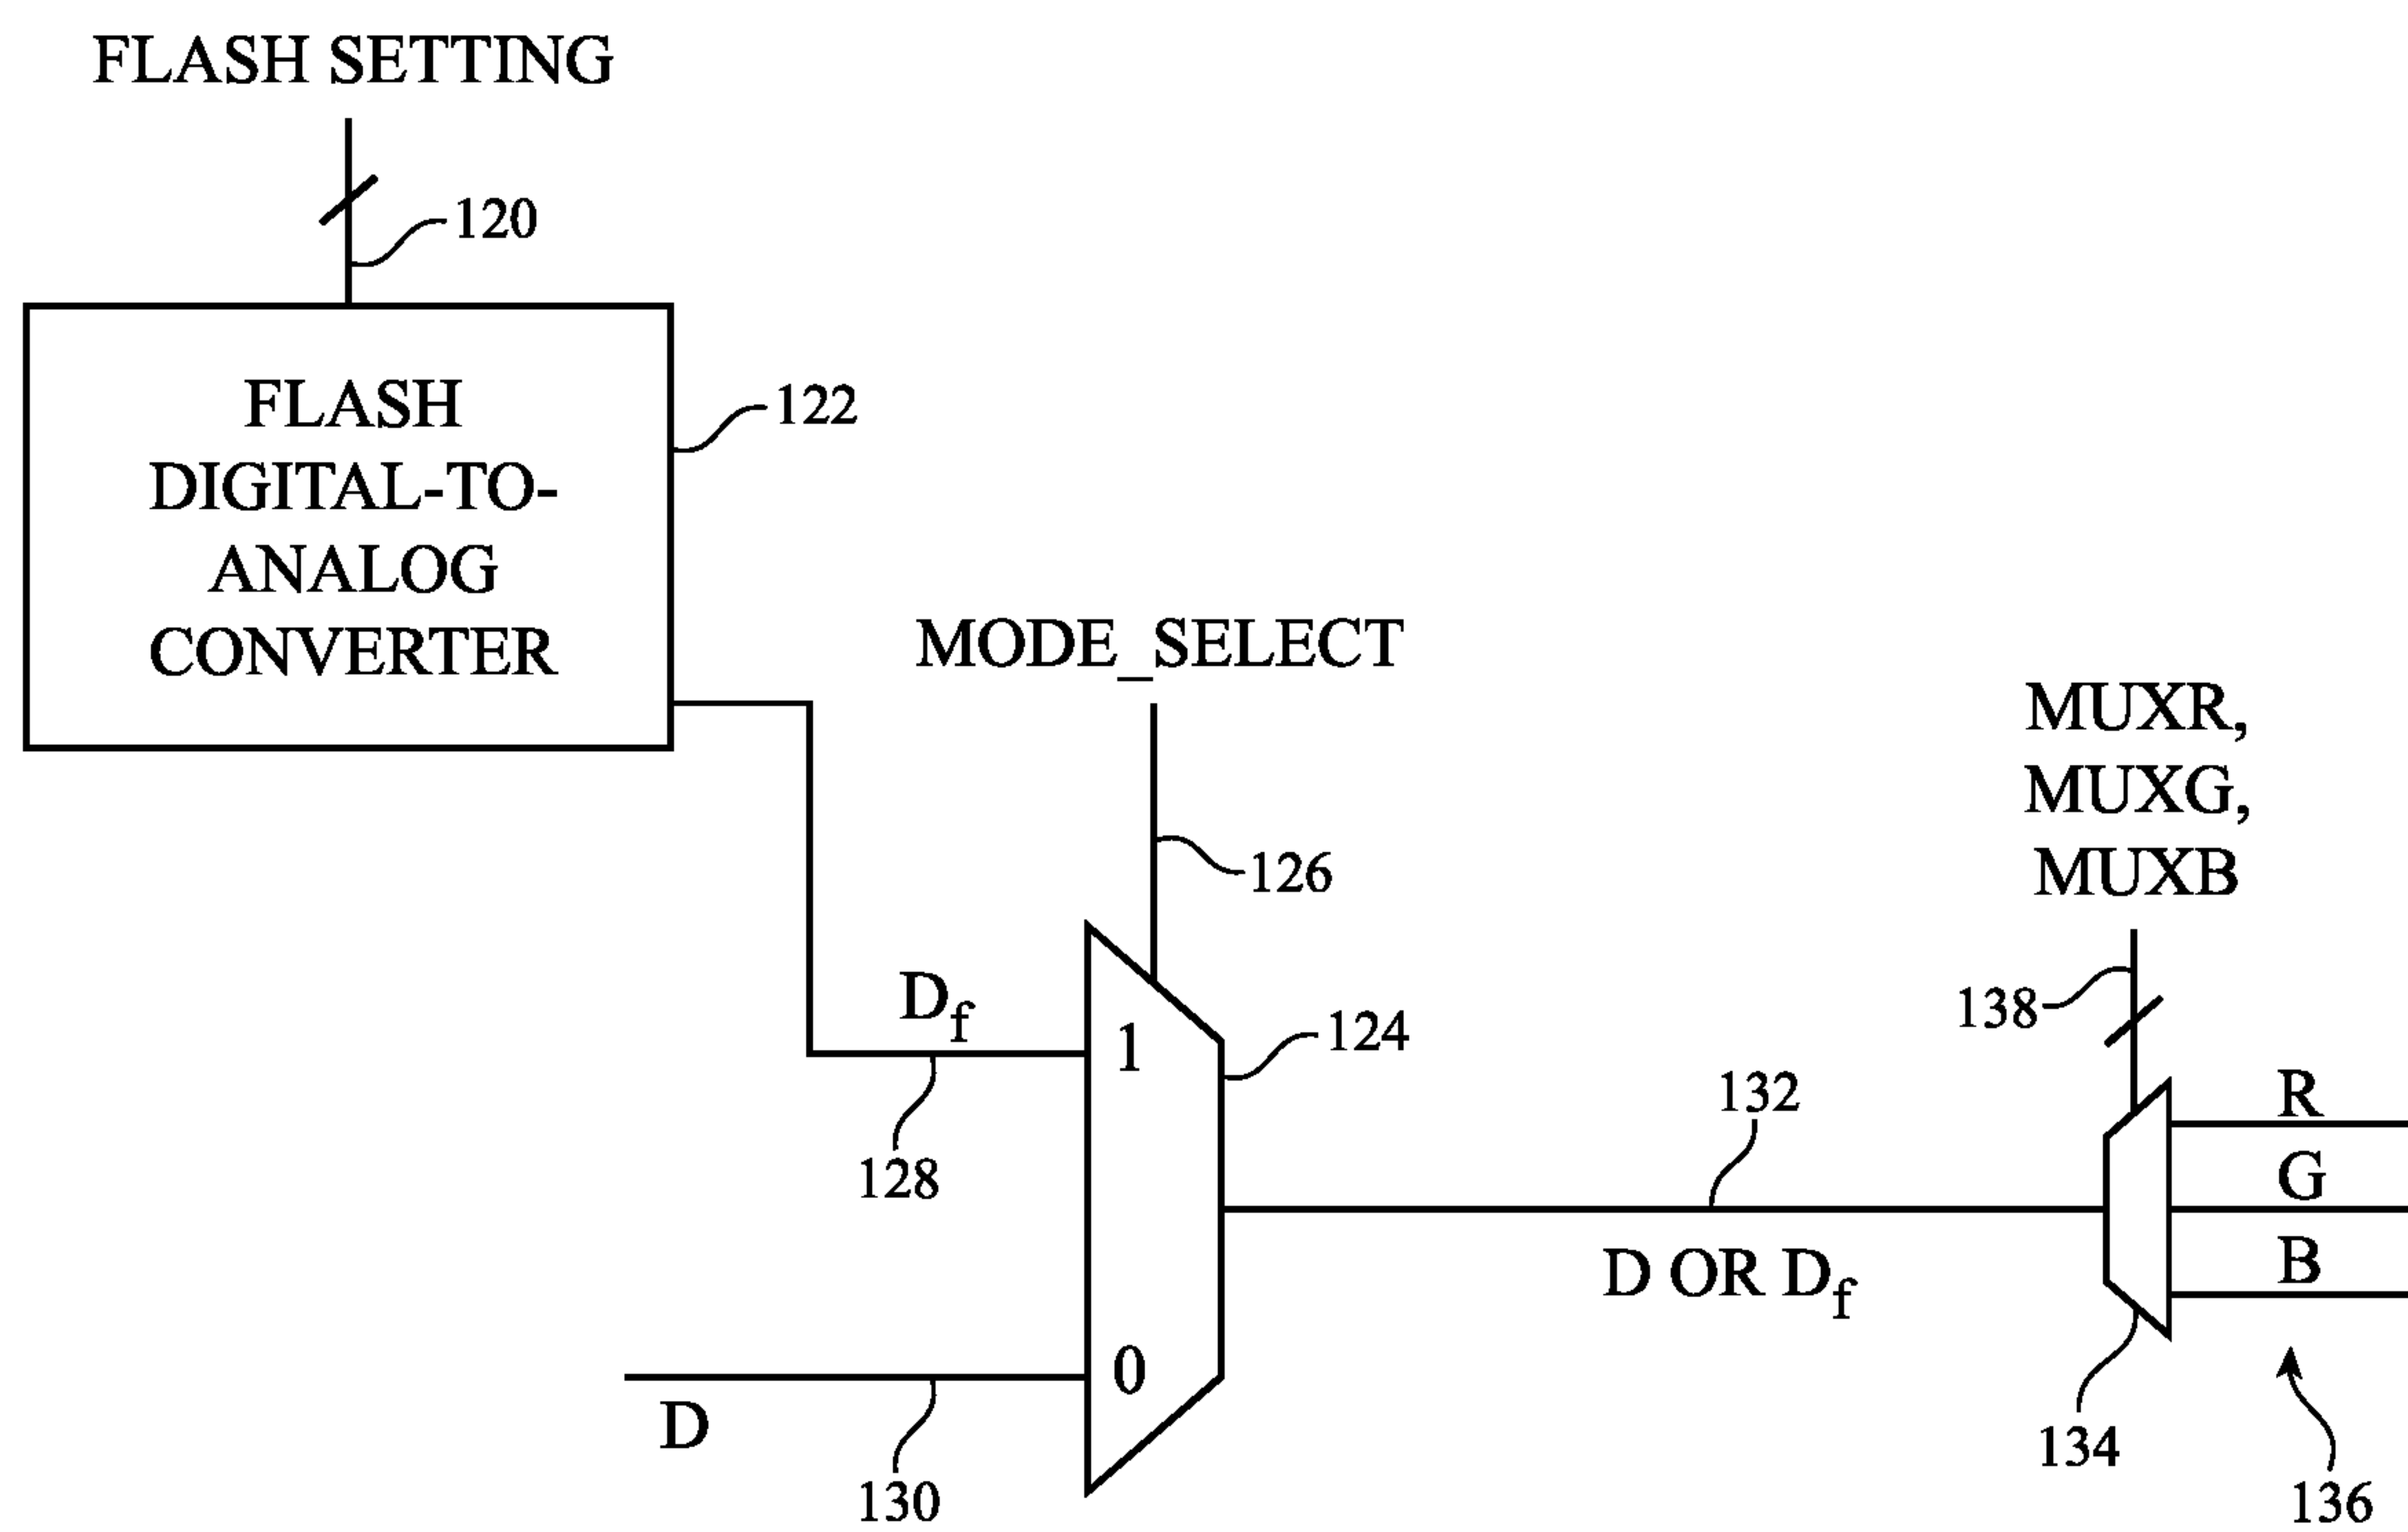 FLASH SETTING
120
FLASH
DIGITAL-TO-
ANALOG
CONVERTER
122
MODE_SELECT
126
MUXR,
MUXG,
MUXB
138
Df
1
124
128
132
R
G
B
D OR Df
0
D
130
134
136